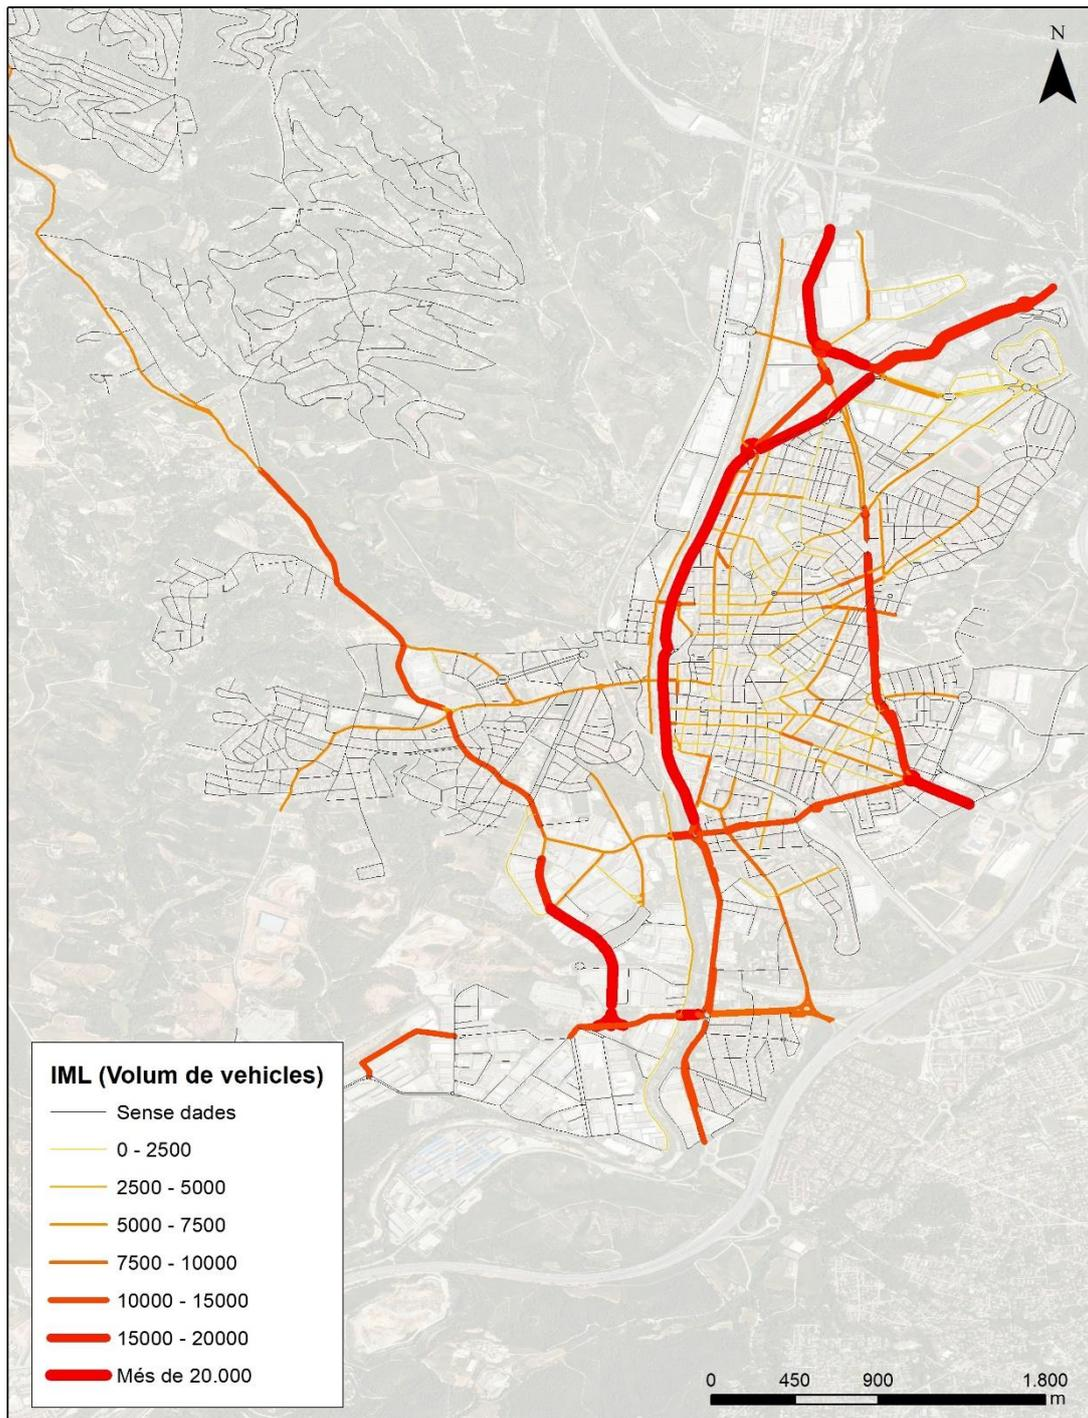 N
IML (Volum de vehicles)
Sense dades
0 - 2500
2500 - 5000
5000 - 7500
7500 - 10000
10000 - 15000
15000 - 20000
Més de 20.000
0 450 900 1.800
m